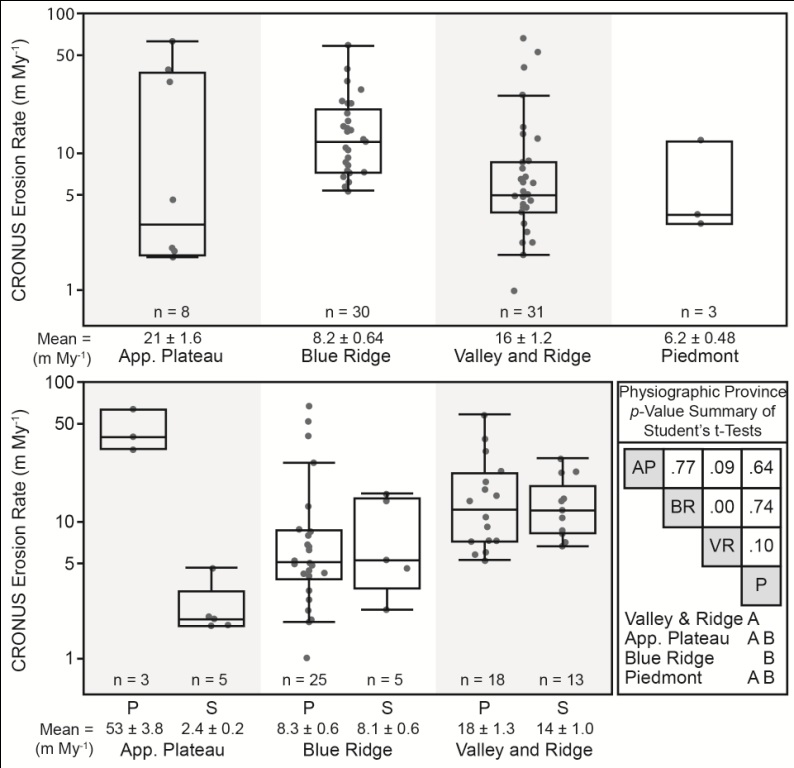 CRONUS Erosion Rate (m My-1)
100
50
10
5
1
n = 8
n = 30
n = 31
n = 3
Mean =
(m My-1)
21 ± 1.6
8.2 ± 0.64
16 ± 1.2
6.2 ± 0.48
App. Plateau
Blue Ridge
Valley and Ridge
Piedmont
CRONUS Erosion Rate (m My-1)
100
50
10
5
1
n = 3
n = 5
n = 25
n = 5
n = 18
n = 13
P
S
P
S
P
S
Mean =
(m My-1)
53 ± 3.8
2.4 ± 0.2
8.3 ± 0.6
8.1 ± 0.6
18 ± 1.3
14 ± 1.0
App. Plateau
Blue Ridge
Valley and Ridge
Physiographic Province
p-Value Summary of
Student's t-Tests
AP .77 .09 .64
BR .00 .74
VR .10
P
Valley & Ridge A
App. Plateau A B
Blue Ridge B
Piedmont A B